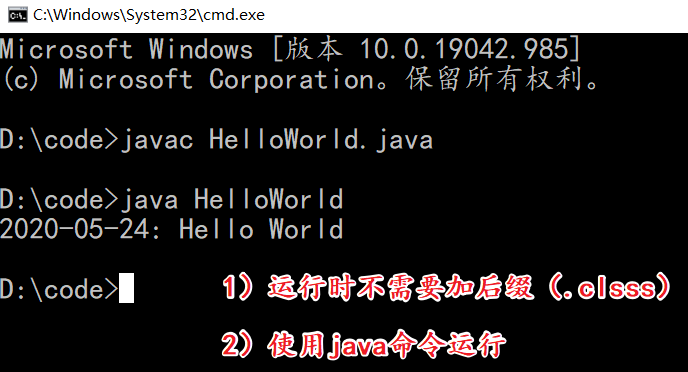 C:\Windows\System32\cmd.exe
Microsoft Windows [版本 10.0.19042.985]
(c) Microsoft Corporation。保留所有权利。
D:\code>javac HelloWorld.java
D:\code>java HelloWorld
2020-05-24: Hello World
D:\code>
1）运行时不需要加后缀（.clsss）
2）使用java命令运行